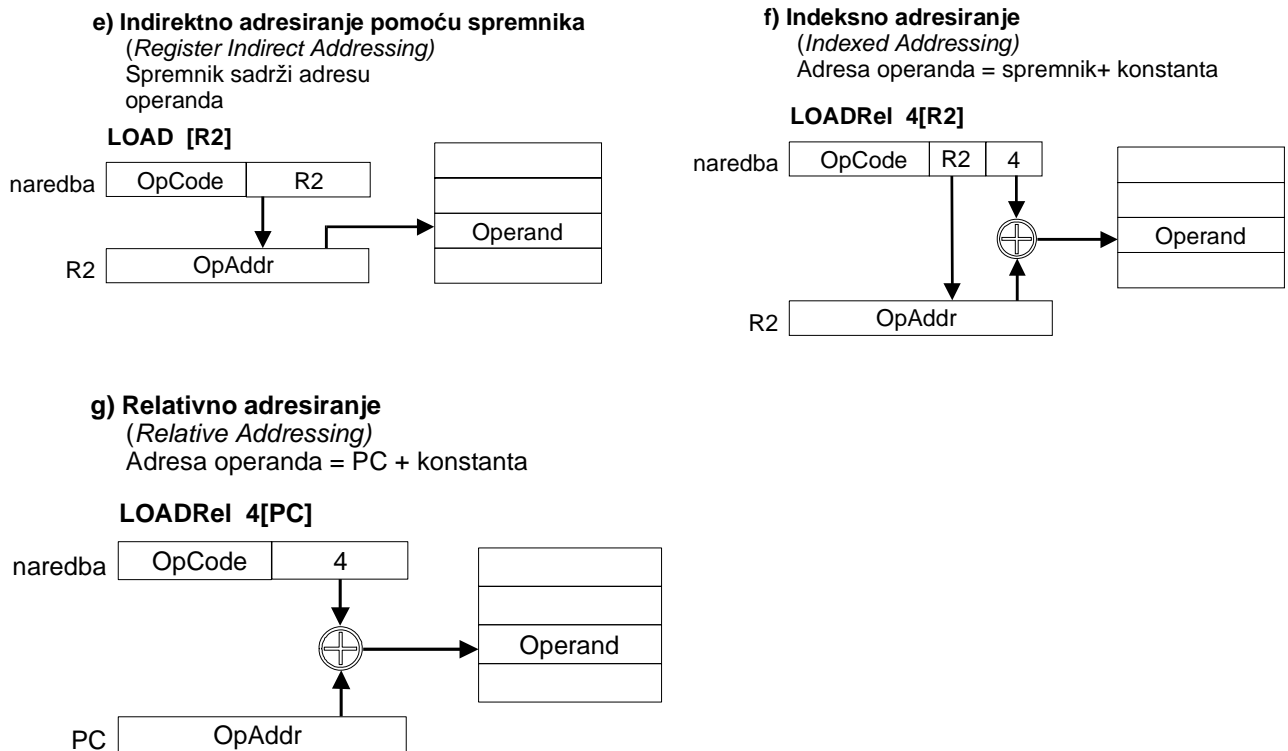 e) Indirektno adresiranje pomoću spremnika
(Register Indirect Addressing)
Spremnik sadrži adresu
operanda
LOAD [R2]
naredba OpCode R2
Operand
R2 OpAddr
f) Indeksno adresiranje
(Indexed Addressing)
Adresa operanda = spremnik+ konstanta
LOADRel 4[R2]
naredba OpCode R2 4
Operand
R2 OpAddr
g) Relativno adresiranje
(Relative Addressing)
Adresa operanda = PC + konstanta
LOADRel 4[PC]
naredba OpCode 4
Operand
PC OpAddr